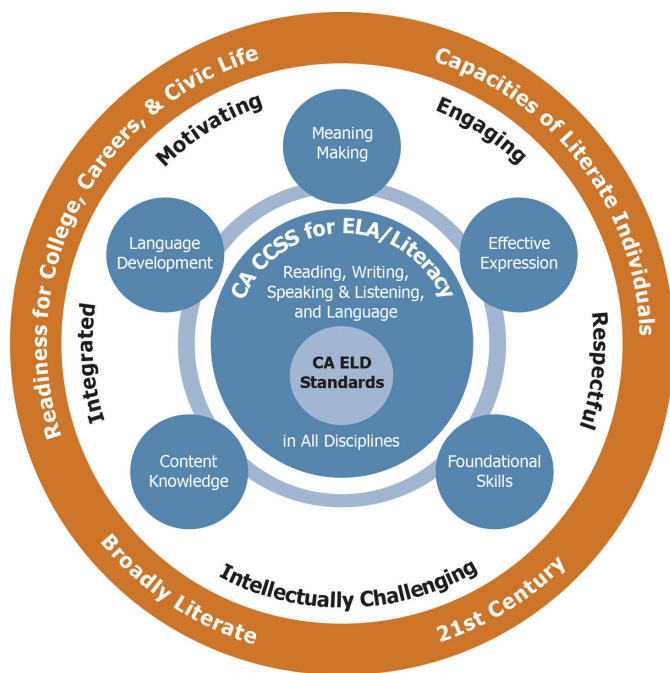 Readiness for College, Careers, & Civic Life
Capacities of Literate Individuals
Motivating
Engaging
Meaning
Making
Language
Development
Effective
Expression
CA CCSS for ELA/Literacy
Reading, Writing,
Speaking & Listening,
and Language
CA ELD
Standards
in All Disciplines
Integrated
Respectful
Content
Knowledge
Foundational
Skills
Intellectually Challenging
Broadly Literate
21st Century